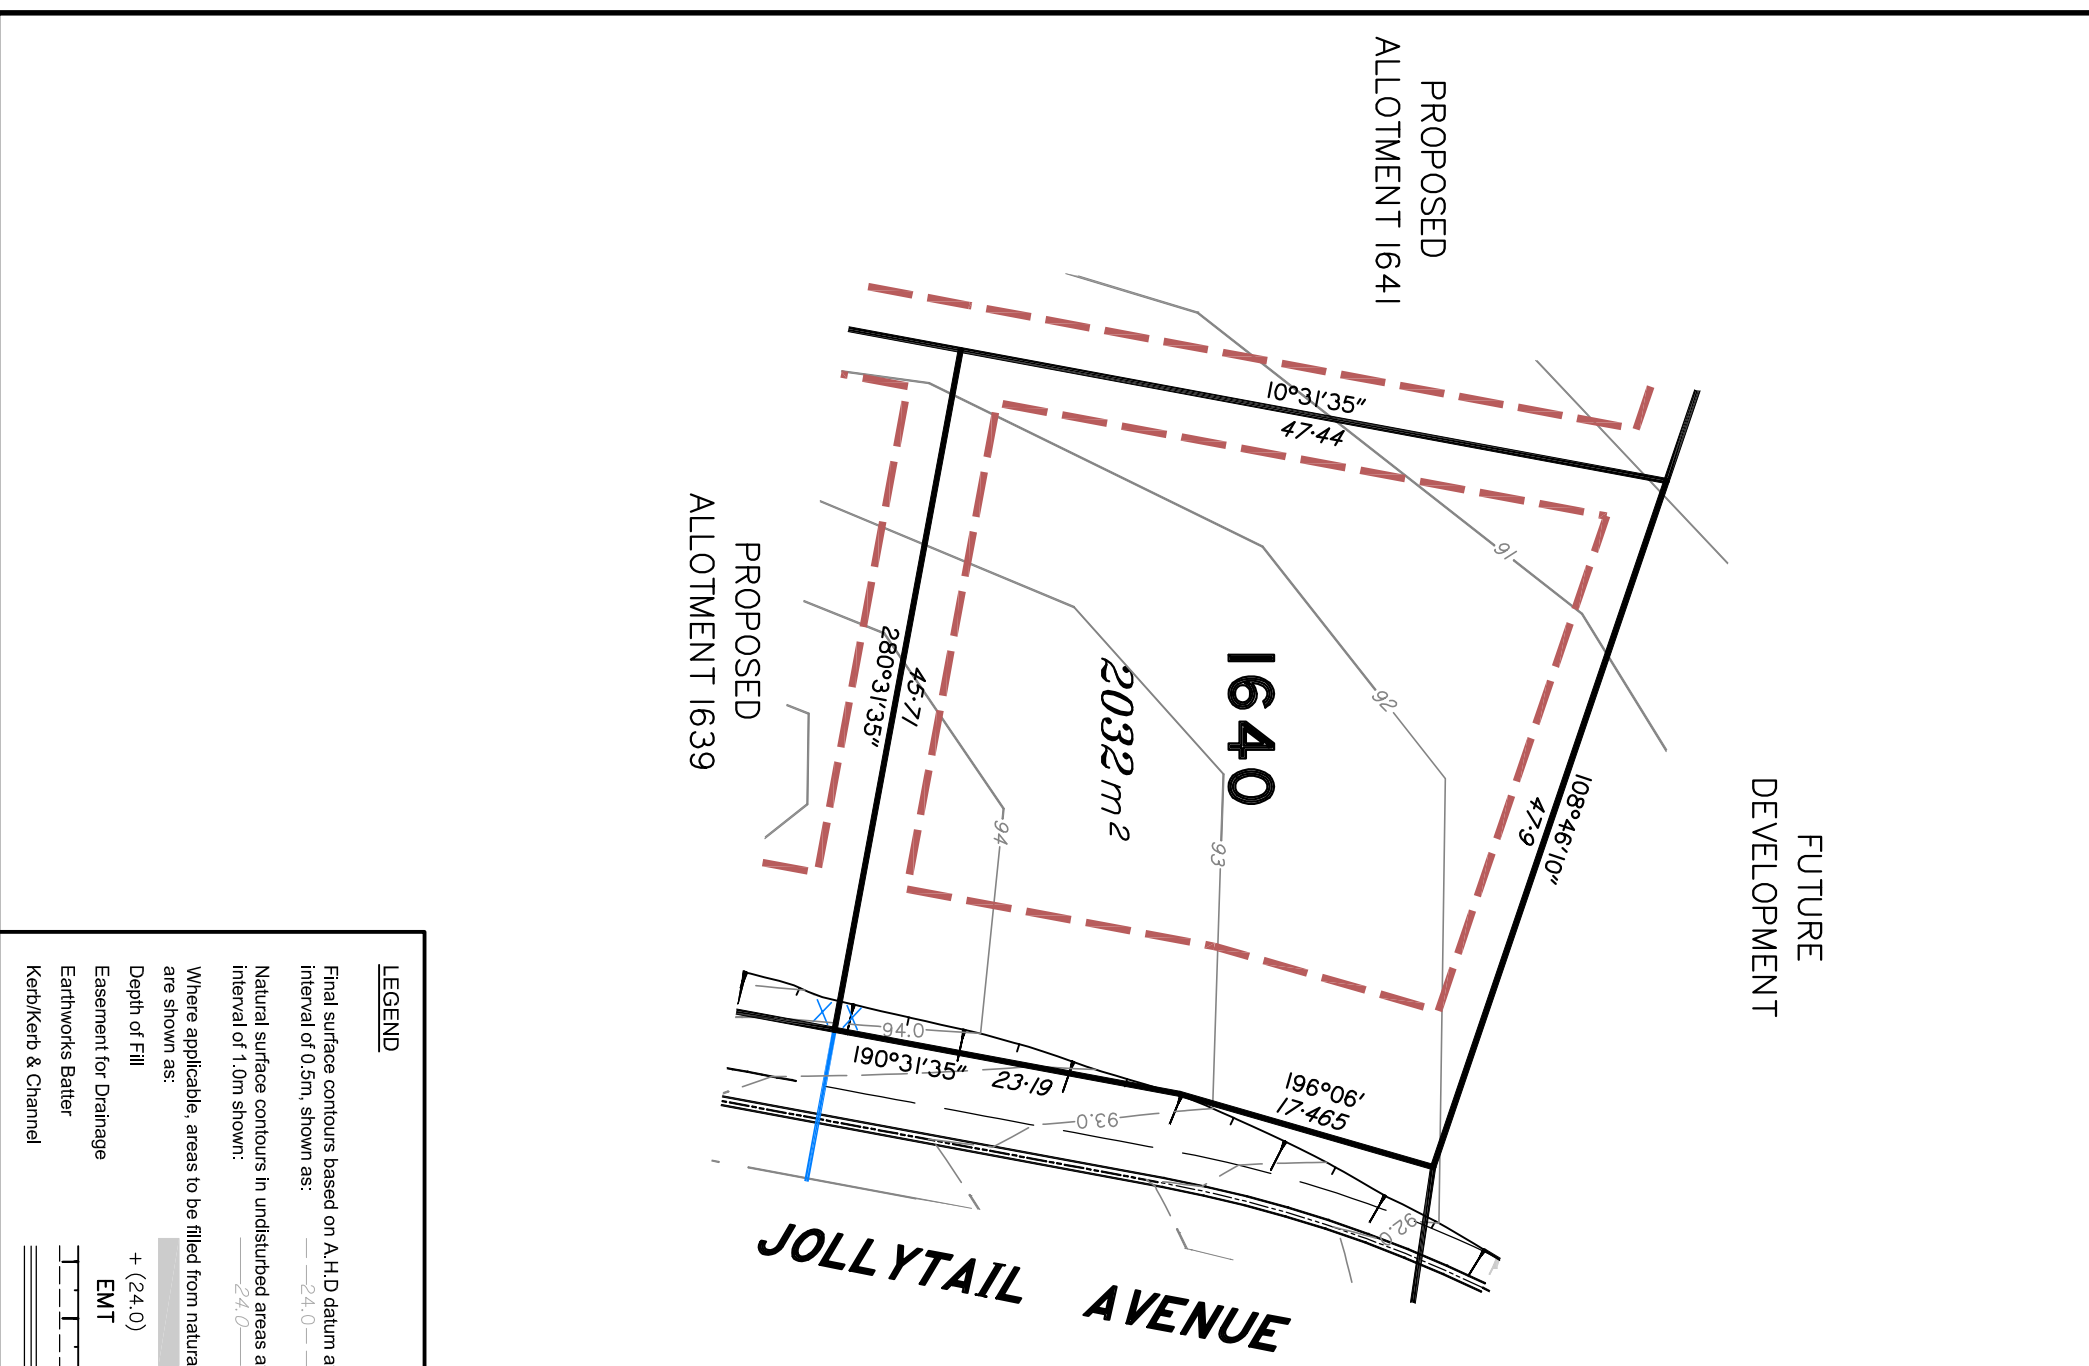 PROPOSED
ALLOTMENT 1641
10°31'35"
47·44
91
FUTURE
DEVELOPMENT
108°46'10"
47·9
92
1640
2032m²
93
94
PROPOSED
ALLOTMENT 1639
45·71
280°31'35"
94.0
190°31'35" 23·19
196°06'
17·465
93.0
92.0
JOLLYTAIL AVENUE
LEGEND
Final surface contours based on A.H.D datum a
interval of 0.5m, shown as: 24.0
Natural surface contours in undisturbed areas a
interval of 1.0m shown: 24.0
Where applicable, areas to be filled from natura
are shown as:
Depth of Fill + (24.0)
Easement for Drainage EMT
Earthworks Batter
Kerb/Kerb & Channel